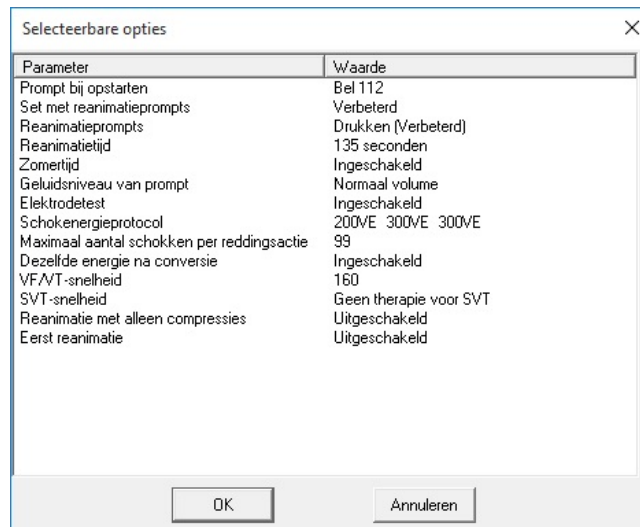 Selecteerbare opties
Parameter Waarde
Prompt bij opstarten Bel 112
Set met reanimatieprompts Verbeterd
Reanimatieprompts Drukken (Verbeterd)
Reanimatietijd 135 seconden
Zomertijd Ingeschakeld
Geluidsniveau van prompt Normaal volume
Elektrodetest Ingeschakeld
Schokenergieprotocol 200VE 300VE 300VE
Maximaal aantal schokken per reddingsactie 99
Dezelfde energie na conversie Ingeschakeld
VF/VT-snelheid 160
SVT-snelheid Geen therapie voor SVT
Reanimatie met alleen compressies Uitgeschakeld
Eerst reanimatie Uitgeschakeld
OK Annuleren